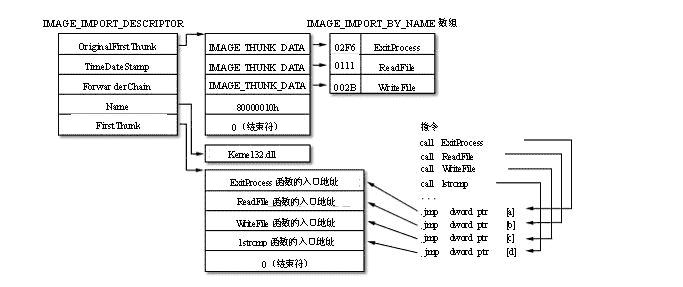 IMAGE_IMPORT_DESCRIPTOR
OriginalFirstThunk
TimeDateStamp
ForwarderChain
Name
FirstThunk
IMAGE_THUNK_DATA
IMAGE_THUNK_DATA
IMAGE_THUNK_DATA
80000010h
0（结束符）
IMAGE_IMPORT_BY_NAME 数组
02F6 ExitProcess
0111 ReadFile
002B WriteFile
Kernel32.dll
ExitProcess 函数的入口地址
ReadFile 函数的入口地址
WriteFile 函数的入口地址
lstrcmp 函数的入口地址
0（结束符）
指令
call ExitProcess
call ReadFile
call WriteFile
call lstrcmp
...
jmp dword ptr [a]
jmp dword ptr [b]
jmp dword ptr [c]
jmp dword ptr [d]